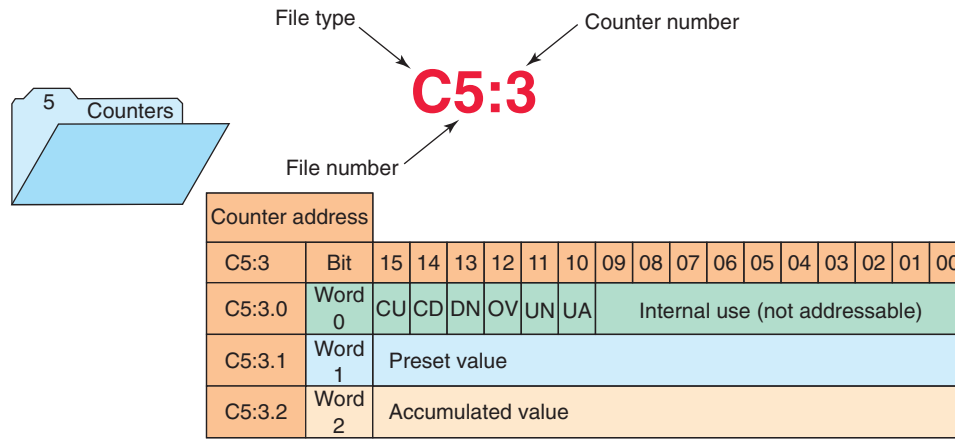 File type
Counter number
C5:3
5
Counters
File number
Counter address
C5:3 Bit 15 14 13 12 11 10 09 08 07 06 05 04 03 02 01 00
C5:3.0 Word 0 CU CD DN OV UN UA Internal use (not addressable)
C5:3.1 Word 1 Preset value
C5:3.2 Word 2 Accumulated value